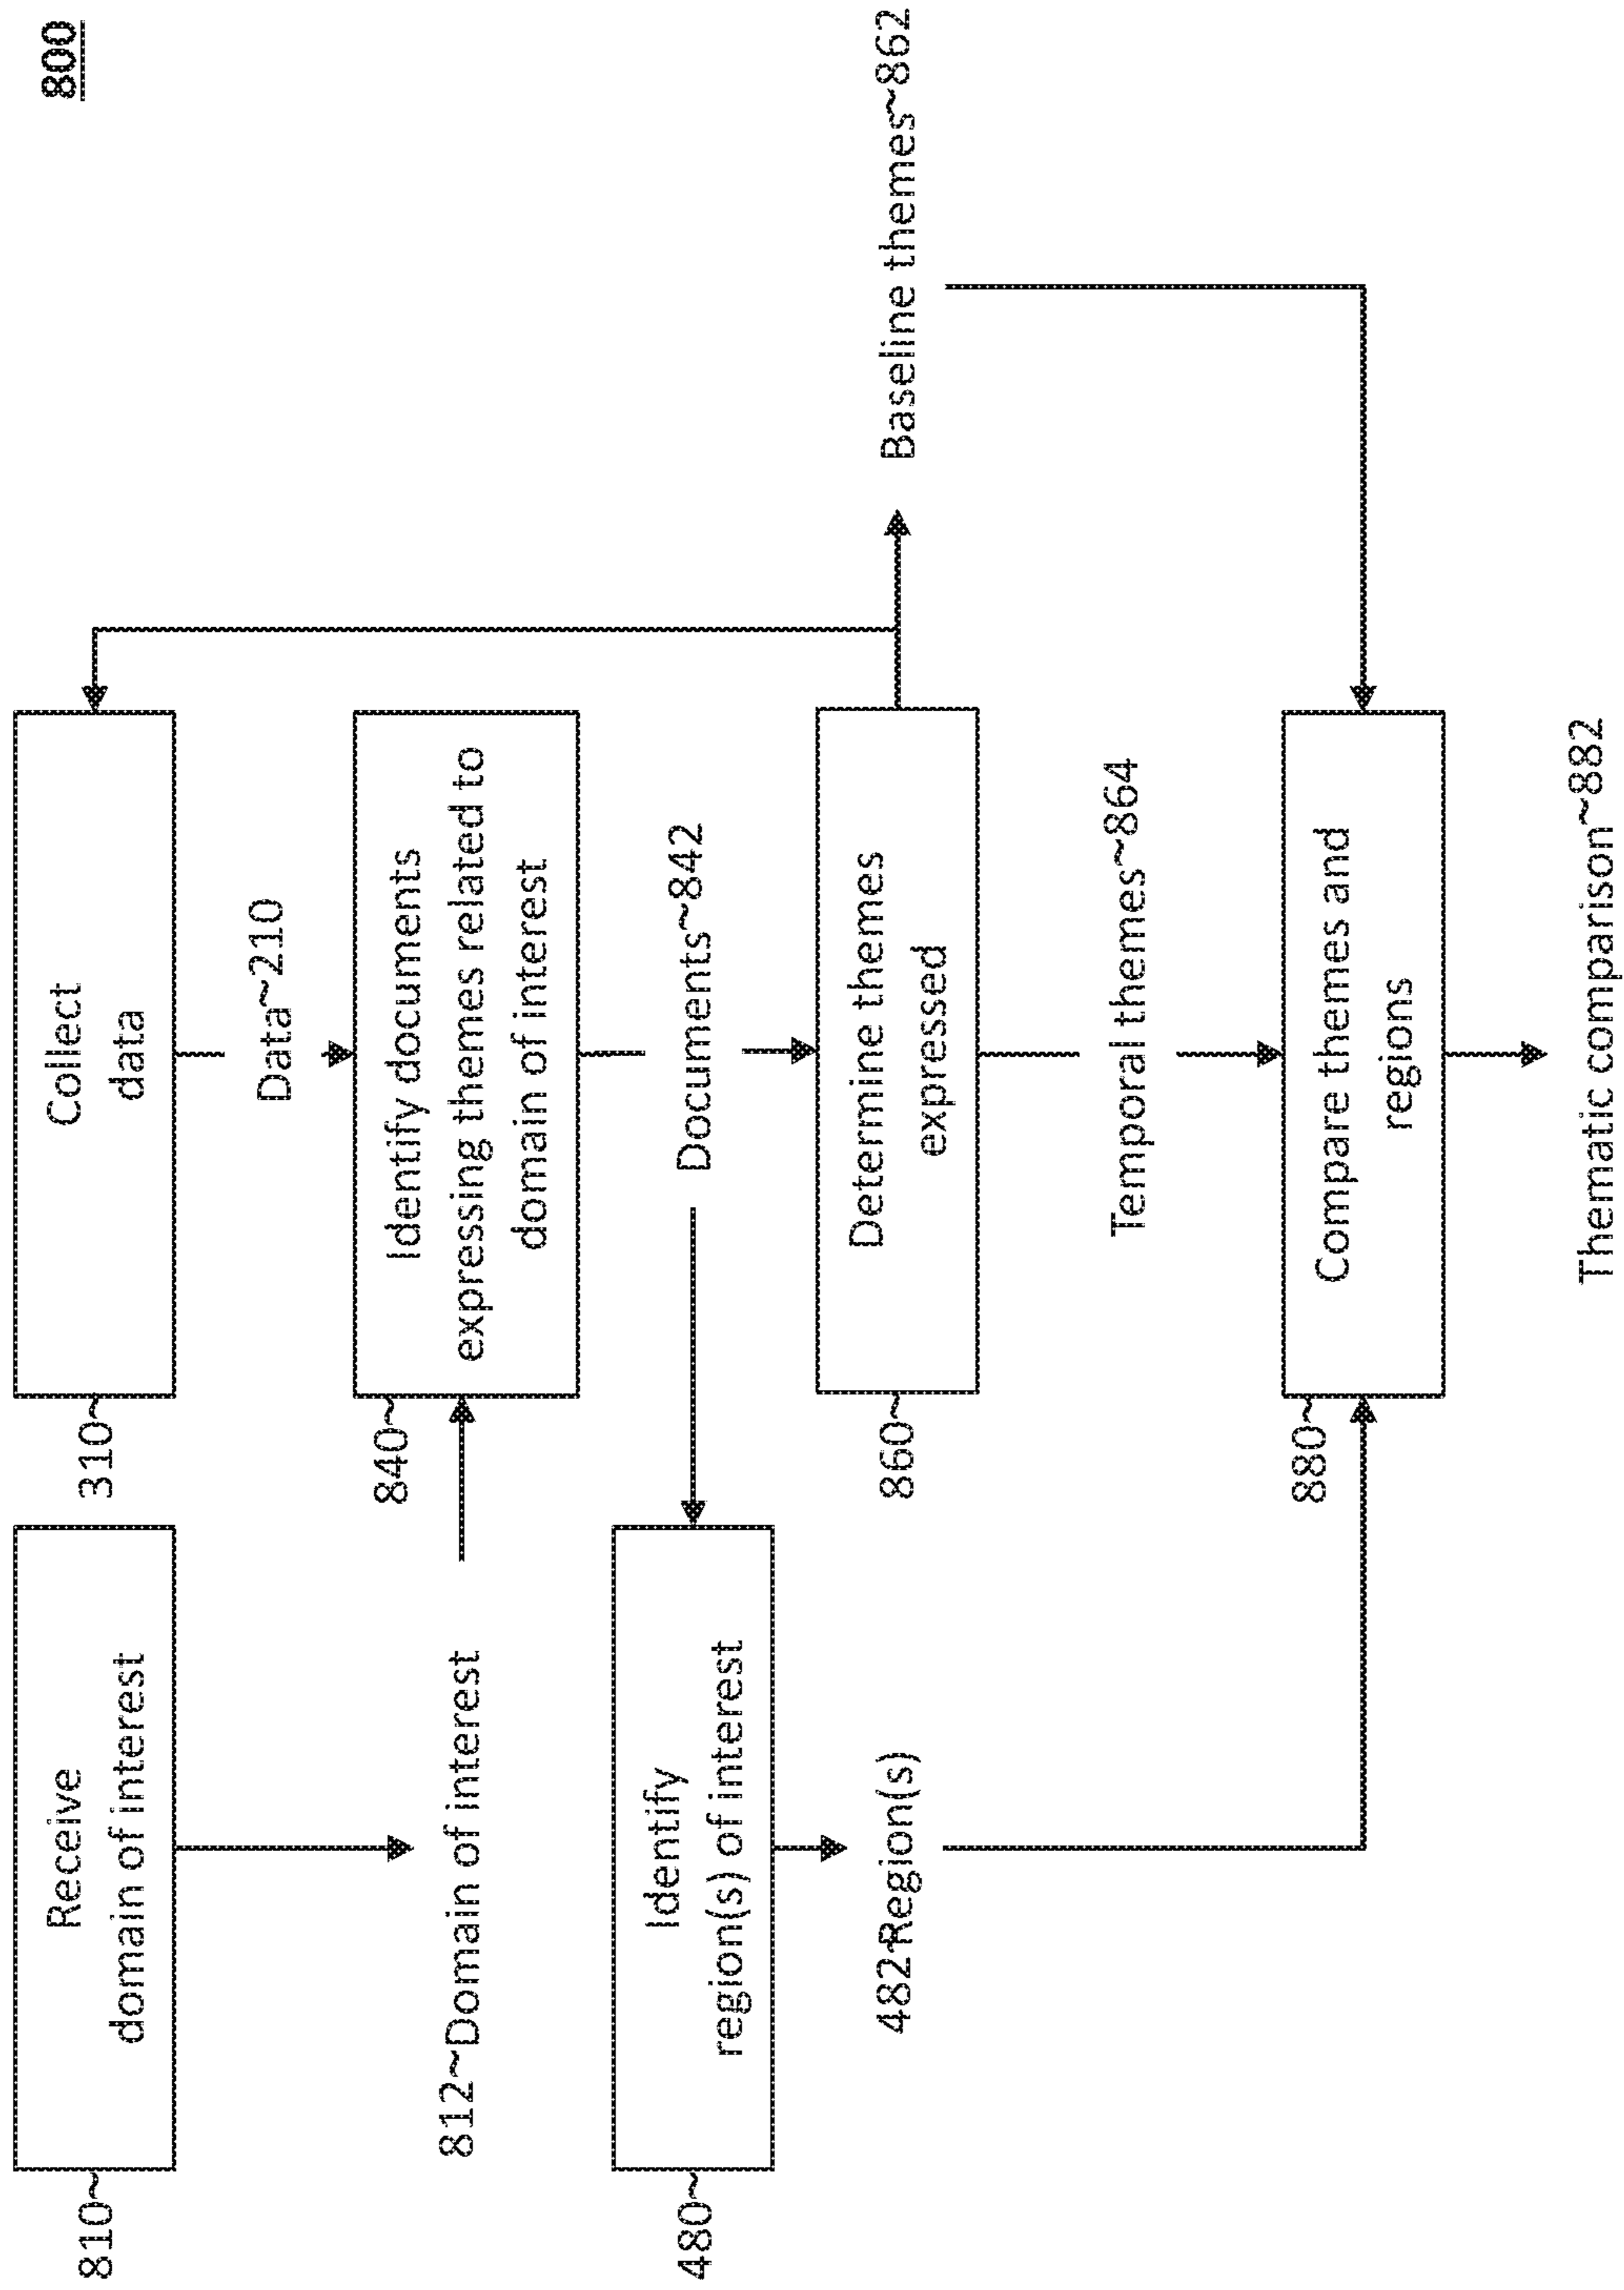 800
810~
Receive
domain of interest
310~
Collect
data
Data~210
812~Domain of interest
840~
Identify documents
expressing themes related to
domain of interest
Documents~842
480~
Identify
region(s) of interest
482~Region(s)
860~
Determine themes
expressed
Baseline themes~862
Temporal themes~864
880~
Compare themes and
regions
Thematic comparison~882